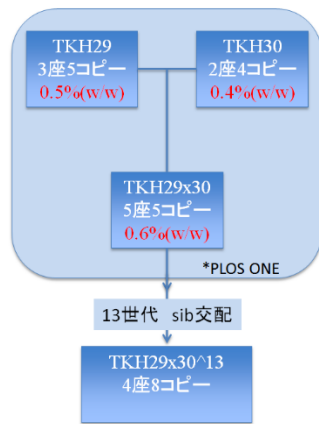 TKH29
3座5コピー
0.5%(w/w)
TKH30
2座4コピー
0.4%(w/w)
TKH29x30
5座5コピー
0.6%(w/w)
*PLOS ONE
13世代 sib交配
TKH29x30^13
4座8コピー